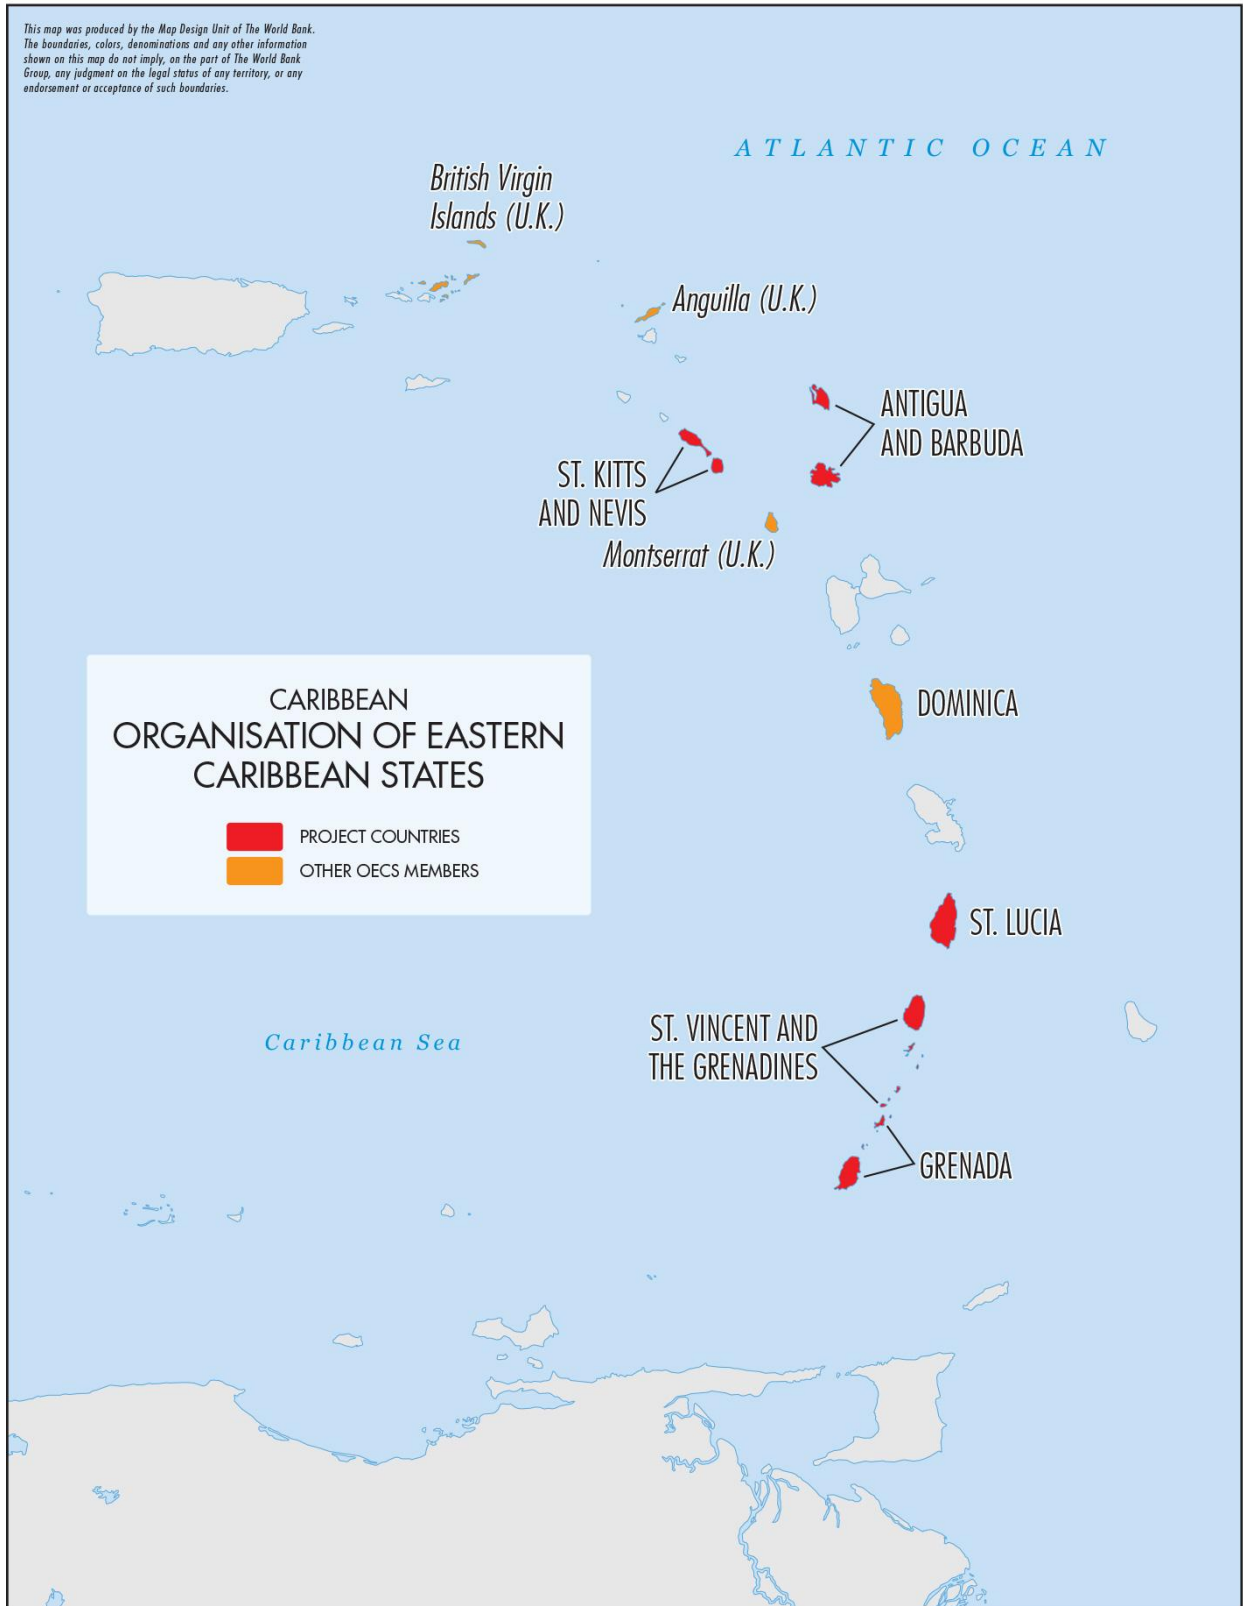 This map was produced by the Map Design Unit of The World Bank.
The boundaries, colors, denominations and any other information
shown on this map do not imply, on the part of The World Bank
Group, any judgment on the legal status of any territory, or any
endorsement or acceptance of such boundaries.
ATLANTIC OCEAN
British Virgin
Islands (U.K.)
Anguilla (U.K.)
ANTIGUA
AND BARBUDA
ST. KITTS
AND NEVIS
Montserrat (U.K.)
DOMINICA
CARIBBEAN
ORGANISATION OF EASTERN
CARIBBEAN STATES
PROJECT COUNTRIES
OTHER OECS MEMBERS
ST. LUCIA
ST. VINCENT AND
THE GRENADINES
Caribbean Sea
GRENADA